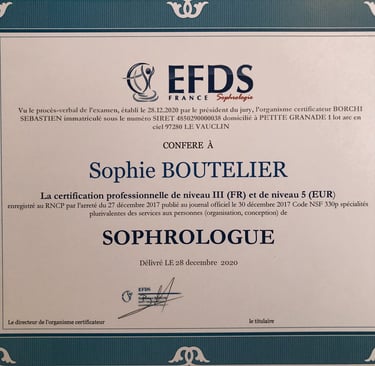 EFDS
FRANCE Sophrologie
Vu le procès-verbal de l'examen, établi le 28.12.2020 par le président du jury, l'organisme certificateur BORCHI
SEBASTIEN immatriculé sous le numéro SIRET 4850290000038 domicilié à PETITE GRANADE 1 lot arc en
ciel 97280 LE VAUCLIN
CONFERE À
Sophie BOUTELIER
La certification professionnelle de niveau III (FR) et de niveau 5 (EUR)
enregistré au RNCP par l'arreté du 27 décembre 2017 publié au journal officiel le 30 décembre 2017 Code NSF 330p spécialités
plurivalentes des services aux personnes (organisation, conception) de
SOPHROLOGUE
Délivré LE 28 decembre 2020
EFDS
Le directeur de l'organisme certificateur
le titulaire